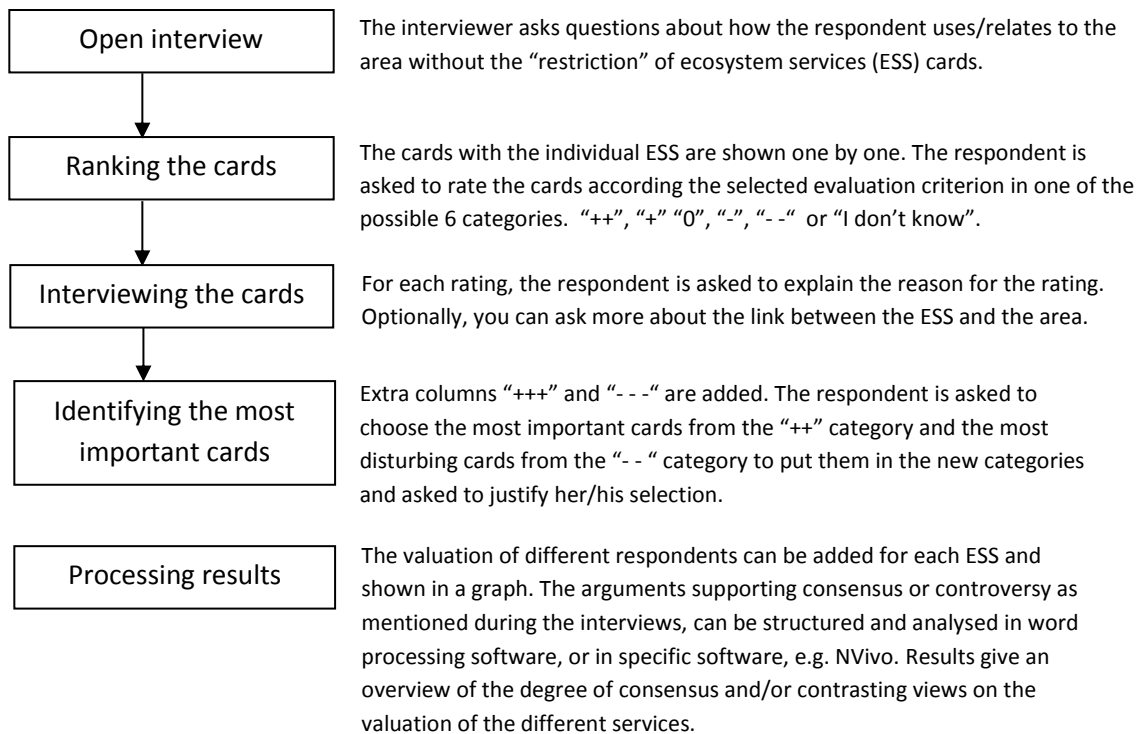 Open interview
The interviewer asks questions about how the respondent uses/relates to the
area without the “restriction” of ecosystem services (ESS) cards.
Ranking the cards
The cards with the individual ESS are shown one by one. The respondent is
asked to rate the cards according the selected evaluation criterion in one of the
possible 6 categories. “++”, “+” “0”, “-”, “- -“ or “I don’t know”.
Interviewing the cards
For each rating, the respondent is asked to explain the reason for the rating.
Optionally, you can ask more about the link between the ESS and the area.
Identifying the most
important cards
Extra columns “+++” and “- - -“ are added. The respondent is asked to
choose the most important cards from the “++” category and the most
disturbing cards from the “- - “ category to put them in the new categories
and asked to justify her/his selection.
Processing results
The valuation of different respondents can be added for each ESS and
shown in a graph. The arguments supporting consensus or controversy as
mentioned during the interviews, can be structured and analysed in word
processing software, or in specific software, e.g. NVivo. Results give an
overview of the degree of consensus and/or contrasting views on the
valuation of the different services.